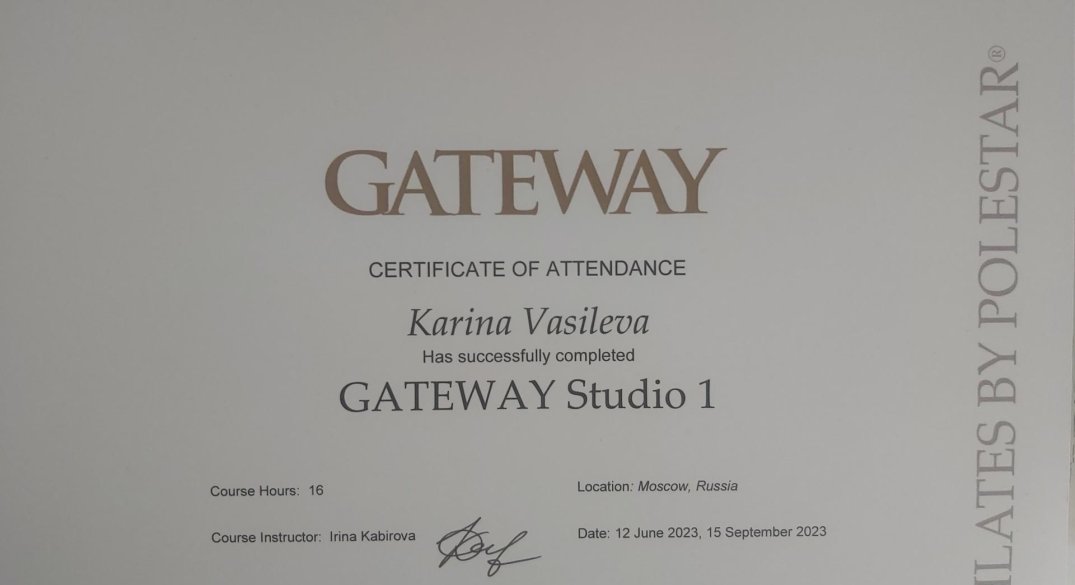 GATEWAY
CERTIFICATE OF ATTENDANCE
Karina Vasileva
Has successfully completed
GATEWAY Studio 1
Course Hours: 16
Location: Moscow, Russia
Course Instructor: Irina Kabirova
Date: 12 June 2023, 15 September 2023
ILATES BY POLESTAR®